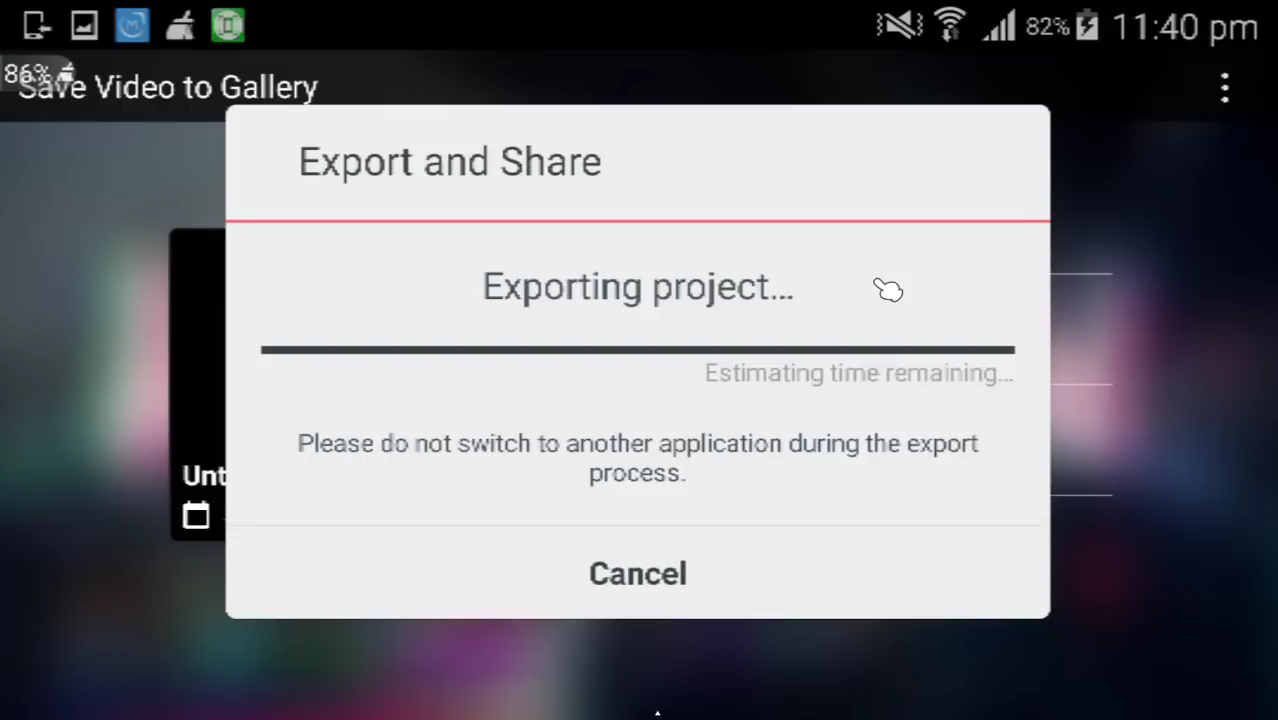 82% 11:40 pm
86%
Save Video to Gallery
Export and Share
Exporting project...
Estimating time remaining...
Please do not switch to another application during the export
process.
Unt
Cancel